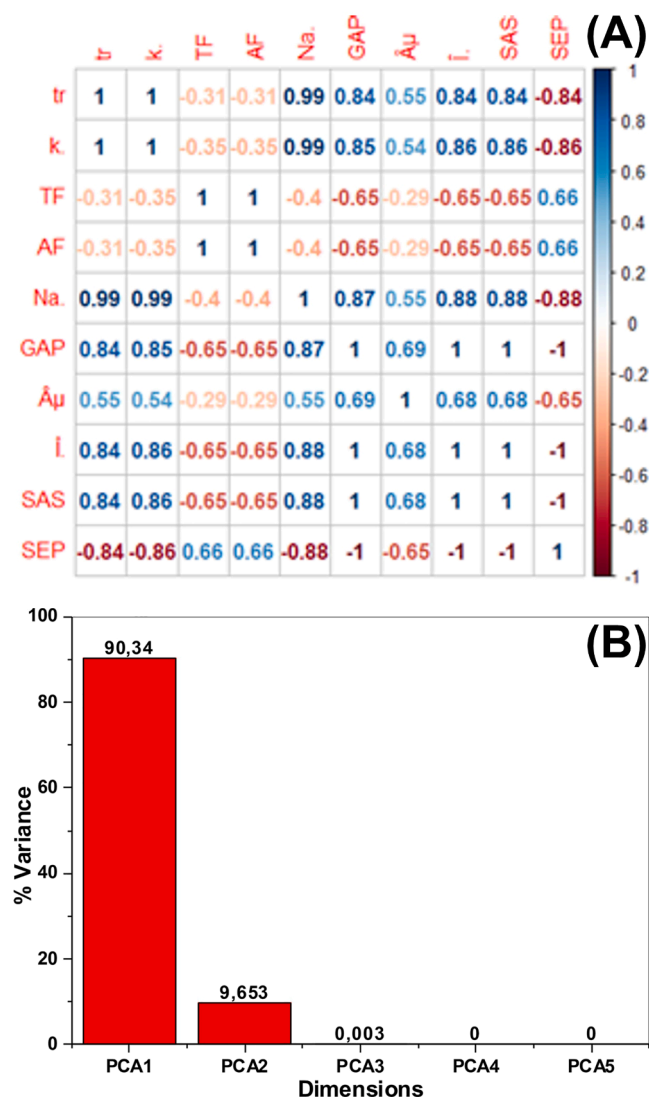 tr k. TF AF Na. GAP Âµ Î. SAS SEP (A)
tr 1 1 -0.31 -0.31 0.99 0.84 0.55 0.84 0.84 -0.84
k. 1 1 -0.35 -0.35 0.99 0.85 0.54 0.86 0.86 -0.86
TF -0.31 -0.35 1 1 -0.4 -0.65 -0.29 -0.65 -0.65 0.66
AF -0.31 -0.35 1 1 -0.4 -0.65 -0.29 -0.65 -0.65 0.66
Na. 0.99 0.99 -0.4 -0.4 1 0.87 0.55 0.88 0.88 -0.88
GAP 0.84 0.85 -0.65 -0.65 0.87 1 0.69 1 1 -1
Âµ 0.55 0.54 -0.29 -0.29 0.55 0.69 1 0.68 0.68 -0.65
Î. 0.84 0.86 -0.65 -0.65 0.88 1 0.68 1 1 -1
SAS 0.84 0.86 -0.65 -0.65 0.88 1 0.68 1 1 -1
SEP -0.84 -0.86 0.66 0.66 -0.88 -1 -0.65 -1 -1 1
1
0.8
0.6
0.4
0.2
0
-0.2
-0.4
-0.6
-0.8
-1
(B)
% Variance
100
80
60
40
20
0
90,34
9,653
0,003
0
0
PCA1 PCA2 PCA3 PCA4 PCA5
Dimensions